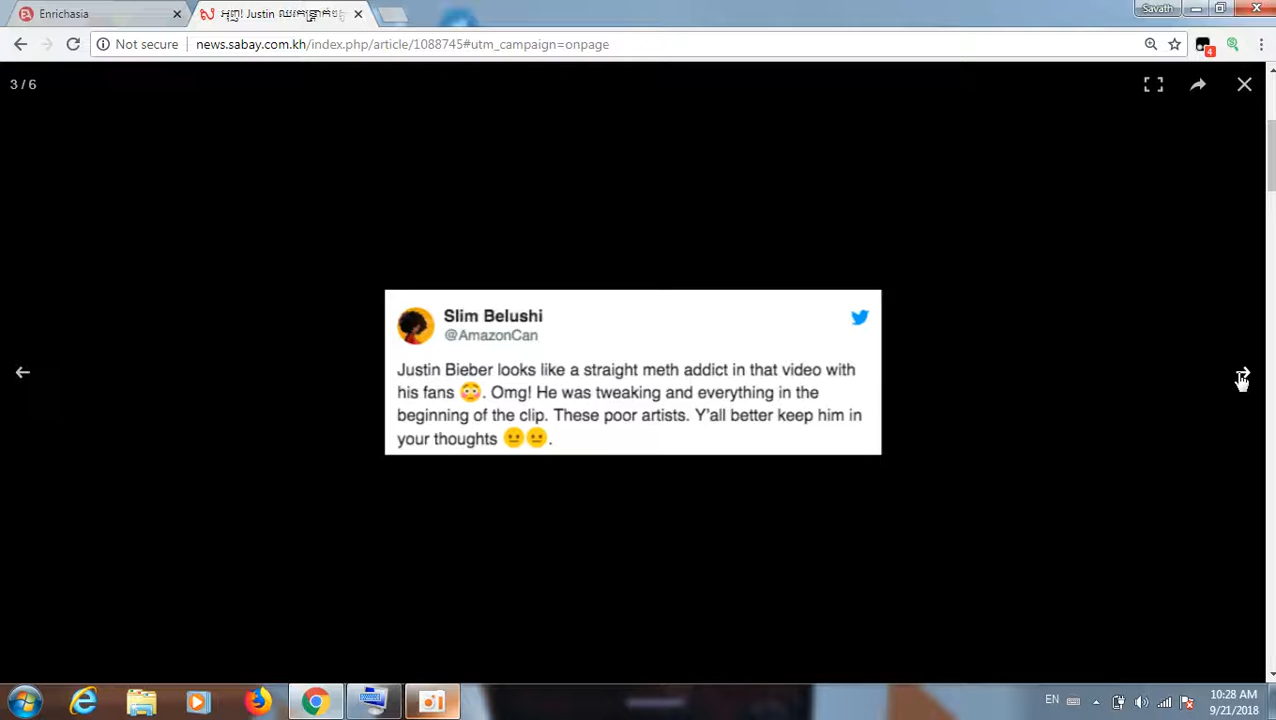 Savath
Enrichasia
Justin
Not secure
news.sabay.com.kh/index.php/article/1088745#utm_campaign=onpage
4
3 / 6
Slim Belushi
@AmazonCan
Justin Bieber looks like a straight meth addict in that video with
his fans 😳. Omg! He was tweaking and everything in the
beginning of the clip. These poor artists. Y'all better keep him in
your thoughts 😐😐.
EN
10:28 AM
9/21/2018